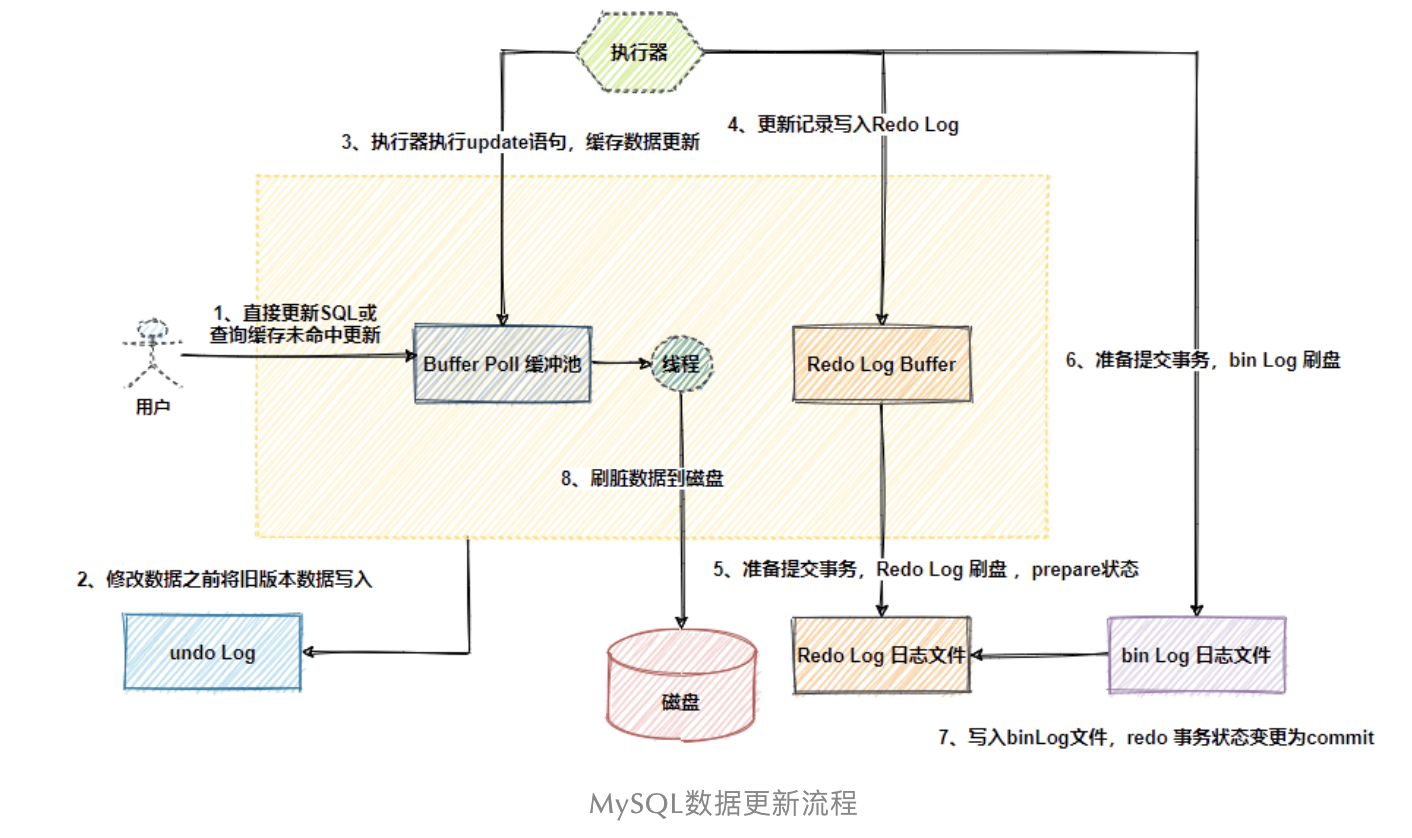 执行器
4、更新记录写入Redo Log
3、执行器执行update语句，缓存数据更新
1、直接更新SQL或
查询缓存未命中更新
用户
Buffer Poll 缓冲池
线程
Redo Log Buffer
6、准备提交事务，bin Log 刷盘
8、刷脏数据到磁盘
2、修改数据之前将旧版本数据写入
5、准备提交事务，Redo Log 刷盘 ，prepare状态
undo Log
磁盘
Redo Log 日志文件
bin Log 日志文件
7、写入binLog文件，redo 事务状态变更为commit
MySQL数据更新流程